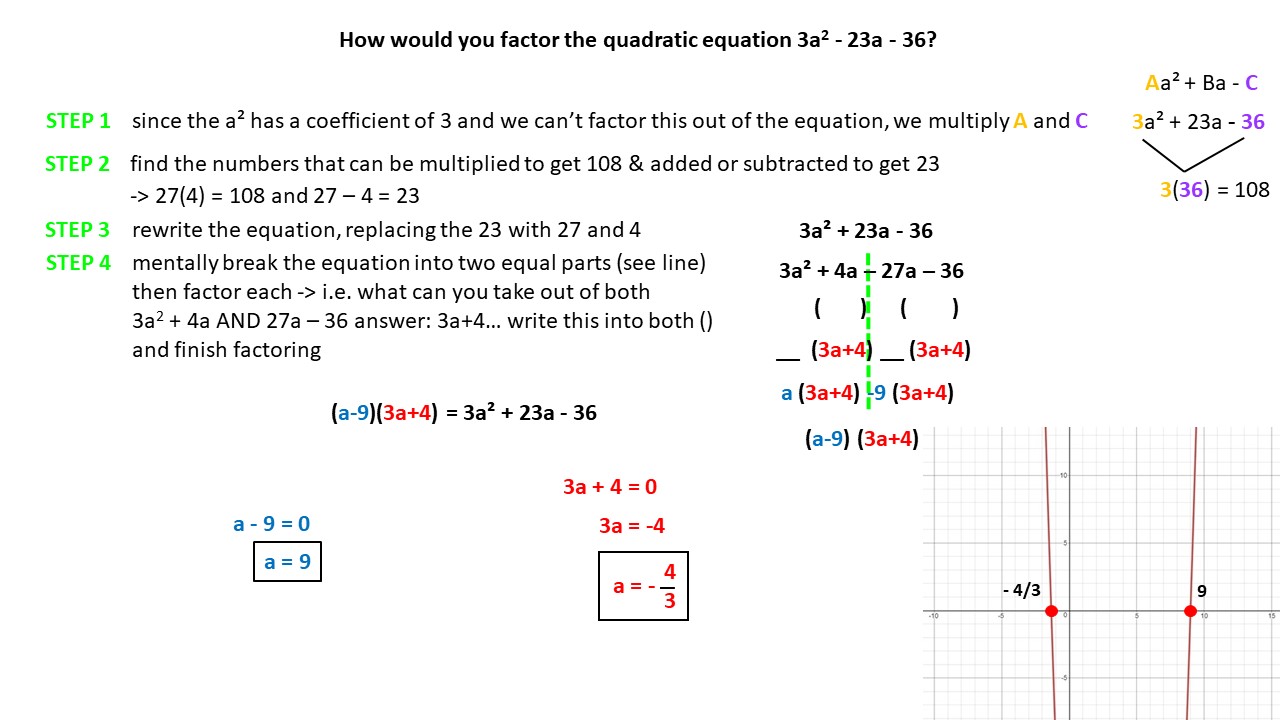 How would you factor the quadratic equation 3a² - 23a - 36?
Aa² + Ba - C
STEP 1 since the a² has a coefficient of 3 and we can’t factor this out of the equation, we multiply A and C
3a² + 23a - 36
STEP 2 find the numbers that can be multiplied to get 108 & added or subtracted to get 23
-> 27(4) = 108 and 27 – 4 = 23
3(36) = 108
STEP 3 rewrite the equation, replacing the 23 with 27 and 4
3a² + 23a - 36
STEP 4 mentally break the equation into two equal parts (see line)
then factor each -> i.e. what can you take out of both
3a² + 4a AND 27a – 36 answer: 3a+4... write this into both ()
and finish factoring
3a² + 4a – 27a – 36
( ) ( )
__ (3a+4) __ (3a+4)
a (3a+4) -9 (3a+4)
(a-9) (3a+4)
(a-9)(3a+4) = 3a² + 23a - 36
a - 9 = 0
a = 9
3a + 4 = 0
3a = -4
a = - 4/3
10
5
- 4/3
9
-10 -5 0 5 10 15
-5